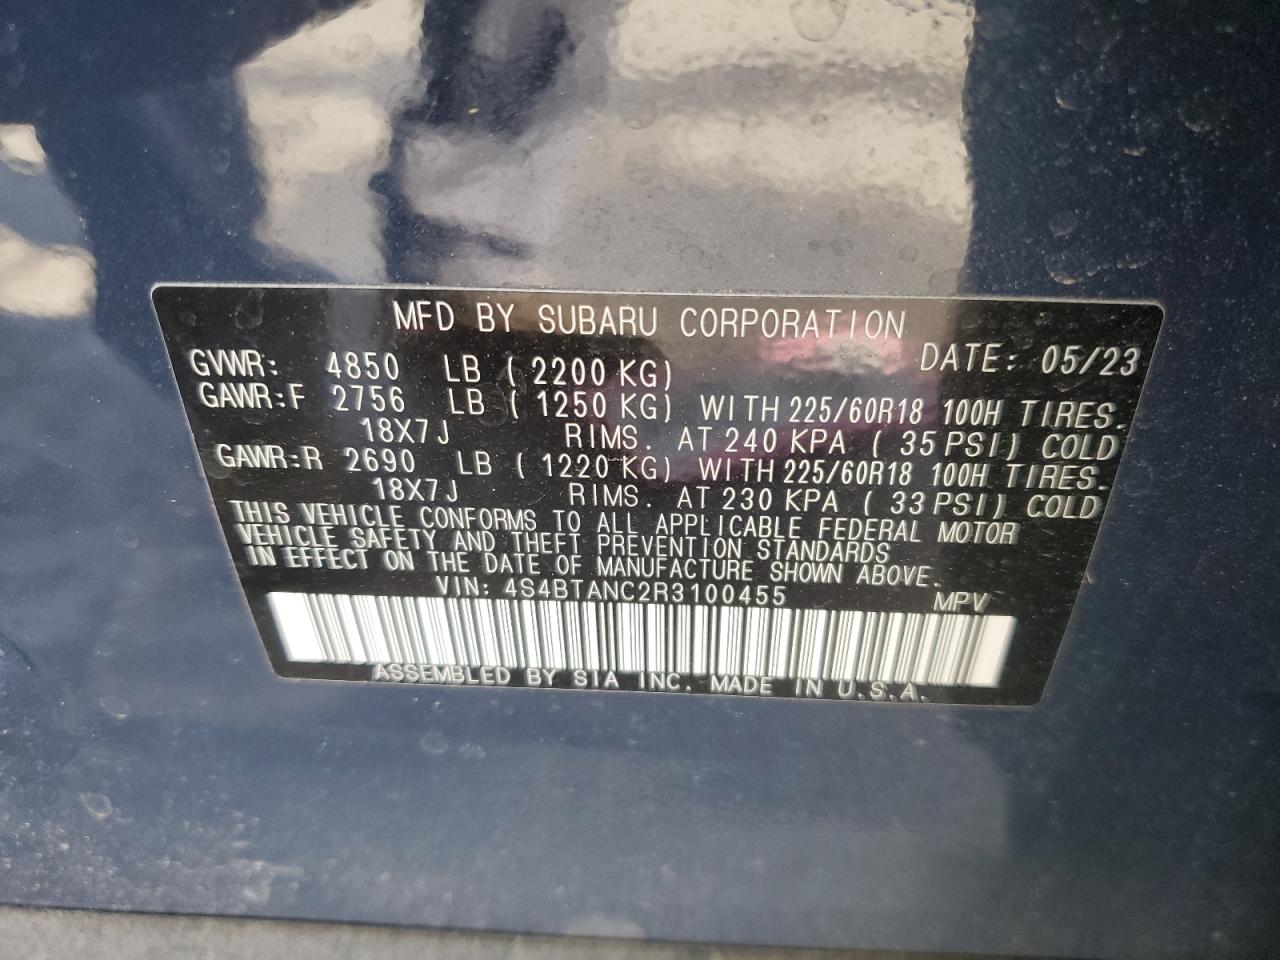 MFD BY SUBARU CORPORATION
GVWR: 4850 LB ( 2200 KG) DATE: 05/23
GAWR:F 2756 LB ( 1250 KG) WITH 225/60R18 100H TIRES.
18X7J RIMS. AT 240 KPA ( 35 PSI) COLD
GAWR:R 2690 LB ( 1220 KG) WITH 225/60R18 100H TIRES.
18X7J RIMS. AT 230 KPA ( 33 PSI) COLD
THIS VEHICLE CONFORMS TO ALL APPLICABLE FEDERAL MOTOR
VEHICLE SAFETY AND THEFT PREVENTION STANDARDS
IN EFFECT ON THE DATE OF MANUFACTURE SHOWN ABOVE.
VIN: 4S4BTANC2R3100455 MPV
ASSEMBLED BY SIA INC. MADE IN U.S.A.